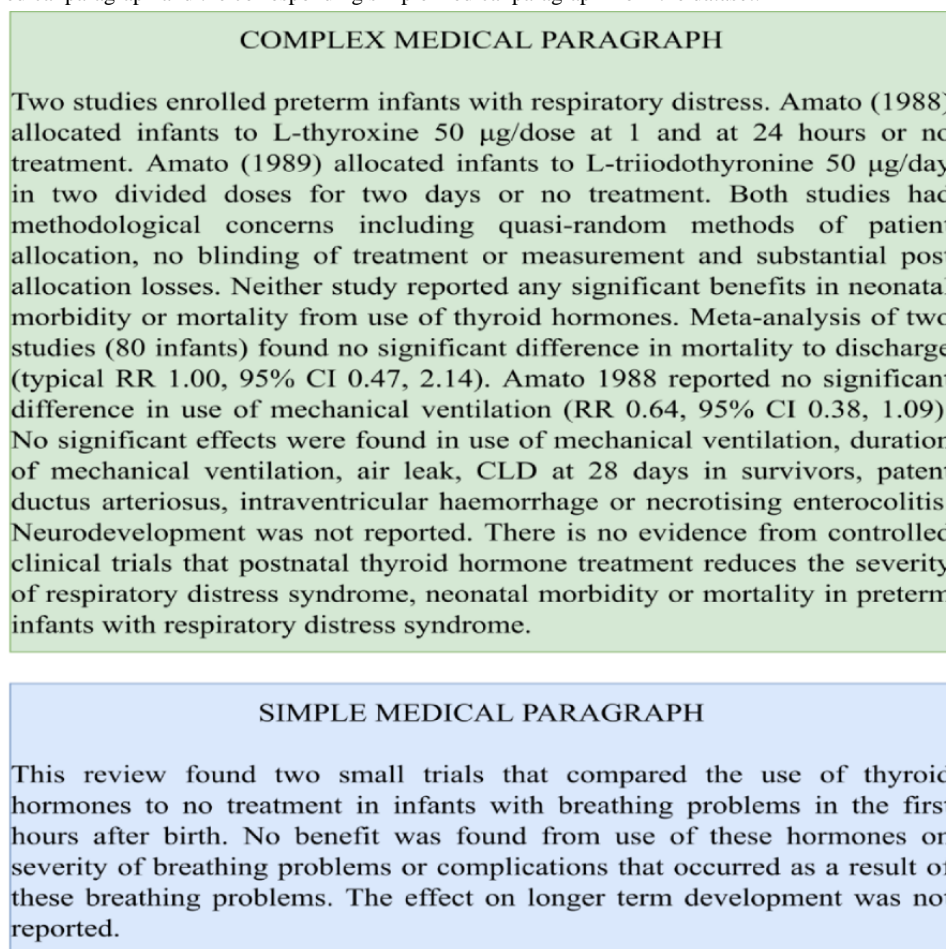 COMPLEX MEDICAL PARAGRAPH
Two studies enrolled preterm infants with respiratory distress. Amato (1988)
allocated infants to L-thyroxine 50 μg/dose at 1 and at 24 hours or no
treatment. Amato (1989) allocated infants to L-triiodothyronine 50 μg/day
in two divided doses for two days or no treatment. Both studies had
methodological concerns including quasi-random methods of patient
allocation, no blinding of treatment or measurement and substantial post
allocation losses. Neither study reported any significant benefits in neonatal
morbidity or mortality from use of thyroid hormones. Meta-analysis of two
studies (80 infants) found no significant difference in mortality to discharge
(typical RR 1.00, 95% CI 0.47, 2.14). Amato 1988 reported no significant
difference in use of mechanical ventilation (RR 0.64, 95% CI 0.38, 1.09)
No significant effects were found in use of mechanical ventilation, duration
of mechanical ventilation, air leak, CLD at 28 days in survivors, patent
ductus arteriosus, intraventricular haemorrhage or necrotising enterocolitis.
Neurodevelopment was not reported. There is no evidence from controlled
clinical trials that postnatal thyroid hormone treatment reduces the severity
of respiratory distress syndrome, neonatal morbidity or mortality in preterm
infants with respiratory distress syndrome.
SIMPLE MEDICAL PARAGRAPH
This review found two small trials that compared the use of thyroid
hormones to no treatment in infants with breathing problems in the first
hours after birth. No benefit was found from use of these hormones on
severity of breathing problems or complications that occurred as a result of
these breathing problems. The effect on longer term development was not
reported.